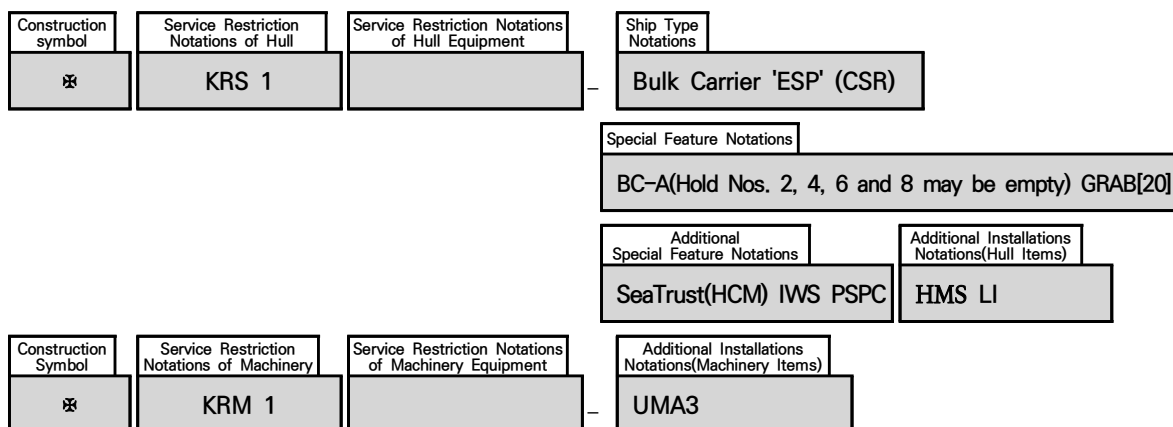 Construction symbol
Service Restriction Notations of Hull
Service Restriction Notations of Hull Equipment
Ship Type Notations
✠
KRS 1
–
Bulk Carrier 'ESP' (CSR)
Special Feature Notations
BC-A(Hold Nos. 2, 4, 6 and 8 may be empty) GRAB[20]
Additional Special Feature Notations
Additional Installations Notations(Hull Items)
SeaTrust(HCM) IWS PSPC
HMS LI
Construction Symbol
Service Restriction Notations of Machinery
Service Restriction Notations of Machinery Equipment
Additional Installations Notations(Machinery Items)
✠
KRM 1
–
UMA3